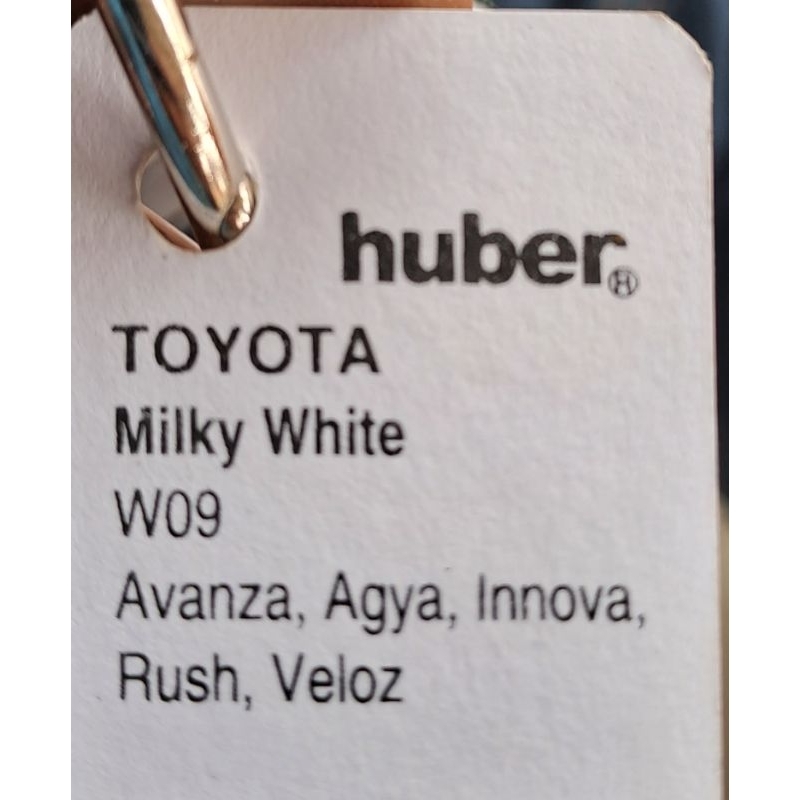 huber®
TOYOTA
Milky White
W09
Avanza, Agya, Innova,
Rush, Veloz